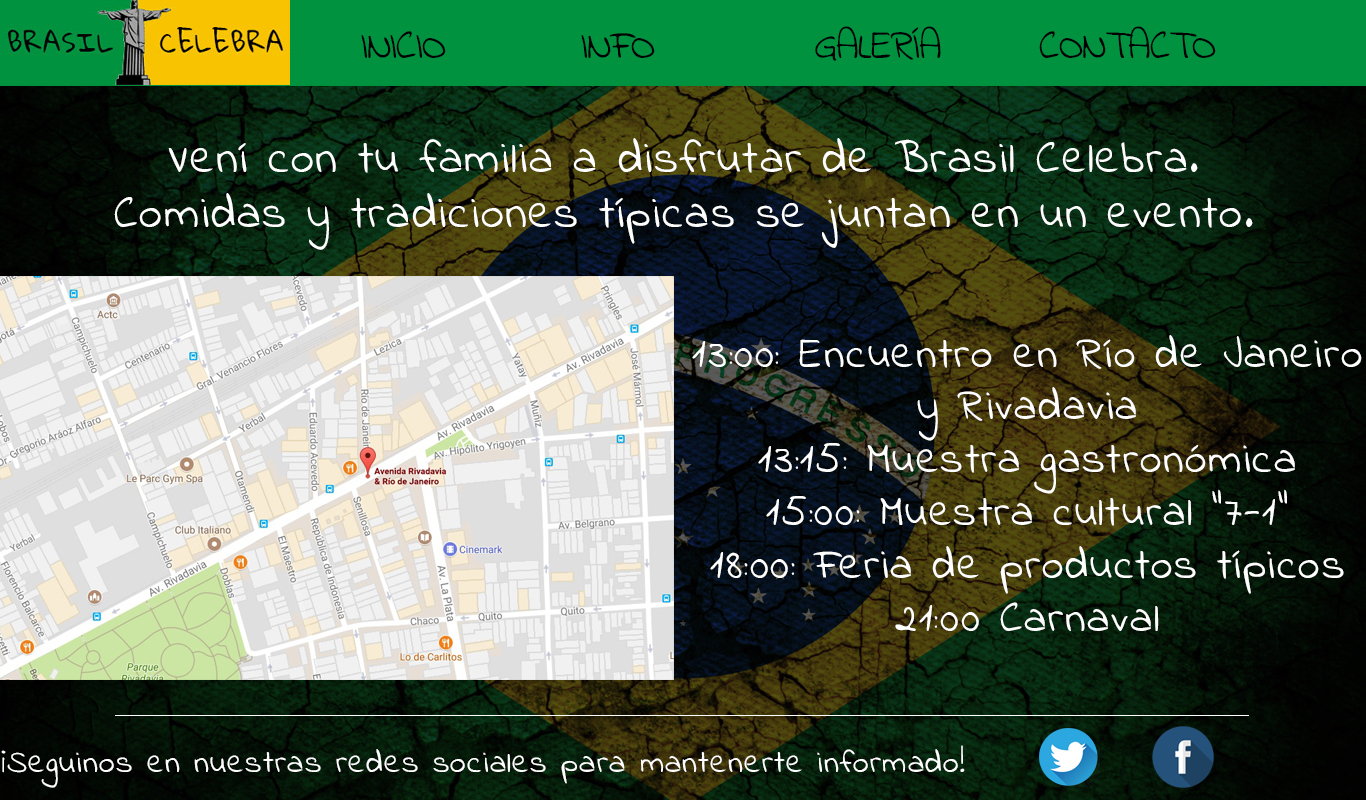 BRASIL CELEBRA
INICIO
INFO
GALERÍA
CONTACTO
Vení con tu familia a disfrutar de Brasil Celebra.
Comidas y tradiciones típicas se juntan en un evento.
Actc
Campichuelo
Centenario
Gral. Venancio Flores
Lezica
Acevedo
Yatay
Pringles
Av. Rivadavia
José Mármol
Dr. Gregorio Aráoz Alfaro
Yerbal
Eduardo Acevedo
Río de Janeiro
Av. Rivadavia
Muñiz
Av. Hipólito Yrigoyen
Avenida Rivadavia
& Río de Janeiro
Le Parc Gym Spa
Otamendi
Campichuelo
Club Italiano
Senillosa
República de Indonesia
El Maestro
Av. Belgrano
Cinemark
Yerbal
Florencio Balcarce
Av. Rivadavia
Doblas
Av. La Plata
Quito
Quito
Chaco
Lo de Carlitos
Parque
Rivadavia
PROGRESS
13:00: Encuentro en Río de Janeiro
y Rivadavia
13:15: Muestra gastronómica
15:00: Muestra cultural "7-1"
18:00: Feria de productos típicos
21:00 Carnaval
¡Seguinos en nuestras redes sociales para mantenerte informado!